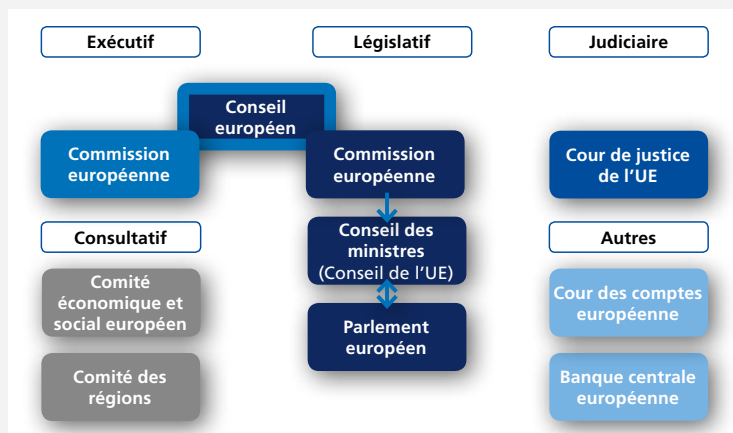 Exécutif
Législatif
Judiciaire
Conseil
européen
Commission
européenne
Commission
européenne
Cour de justice
de l’UE
Consultatif
Conseil des
ministres
(Conseil de l’UE)
Autres
Comité
économique et
social européen
Cour des comptes
européenne
Parlement
européen
Comité des
régions
Banque centrale
européenne